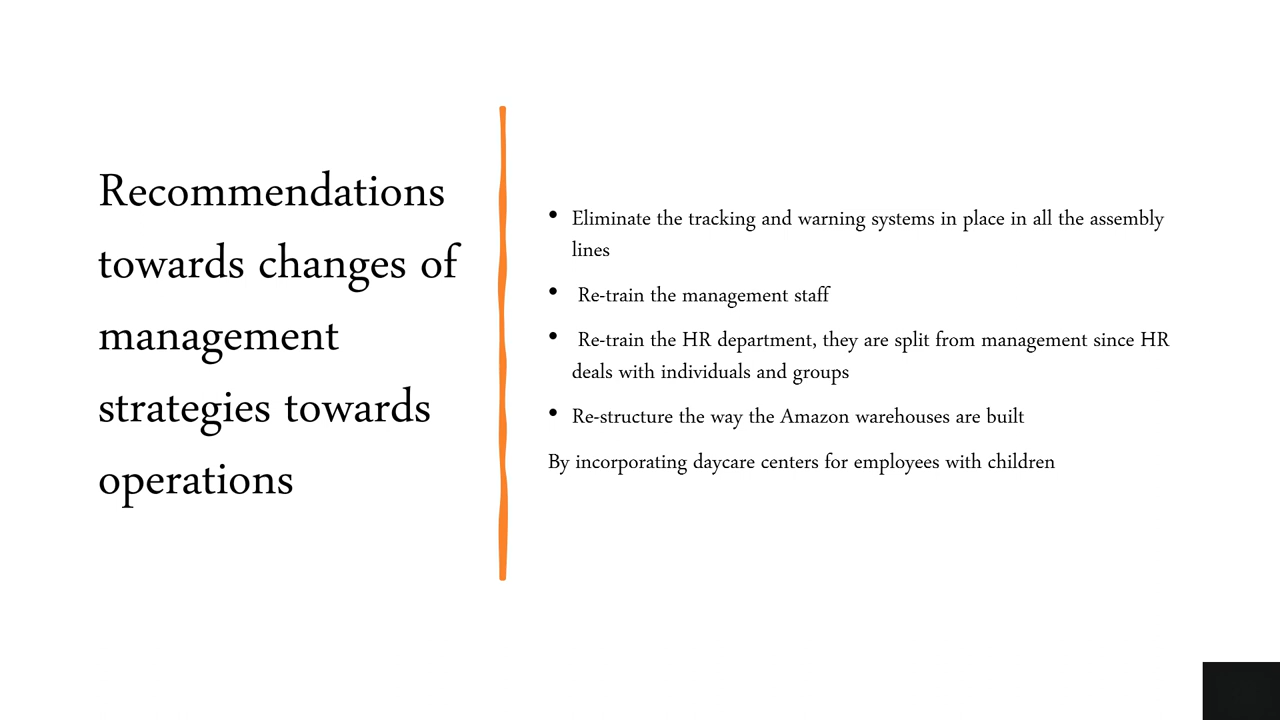 Recommendations
towards changes of
management
strategies towards
operations
• Eliminate the tracking and warning systems in place in all the assembly
lines
• Re-train the management staff
• Re-train the HR department, they are split from management since HR
deals with individuals and groups
• Re-structure the way the Amazon warehouses are built
By incorporating daycare centers for employees with children